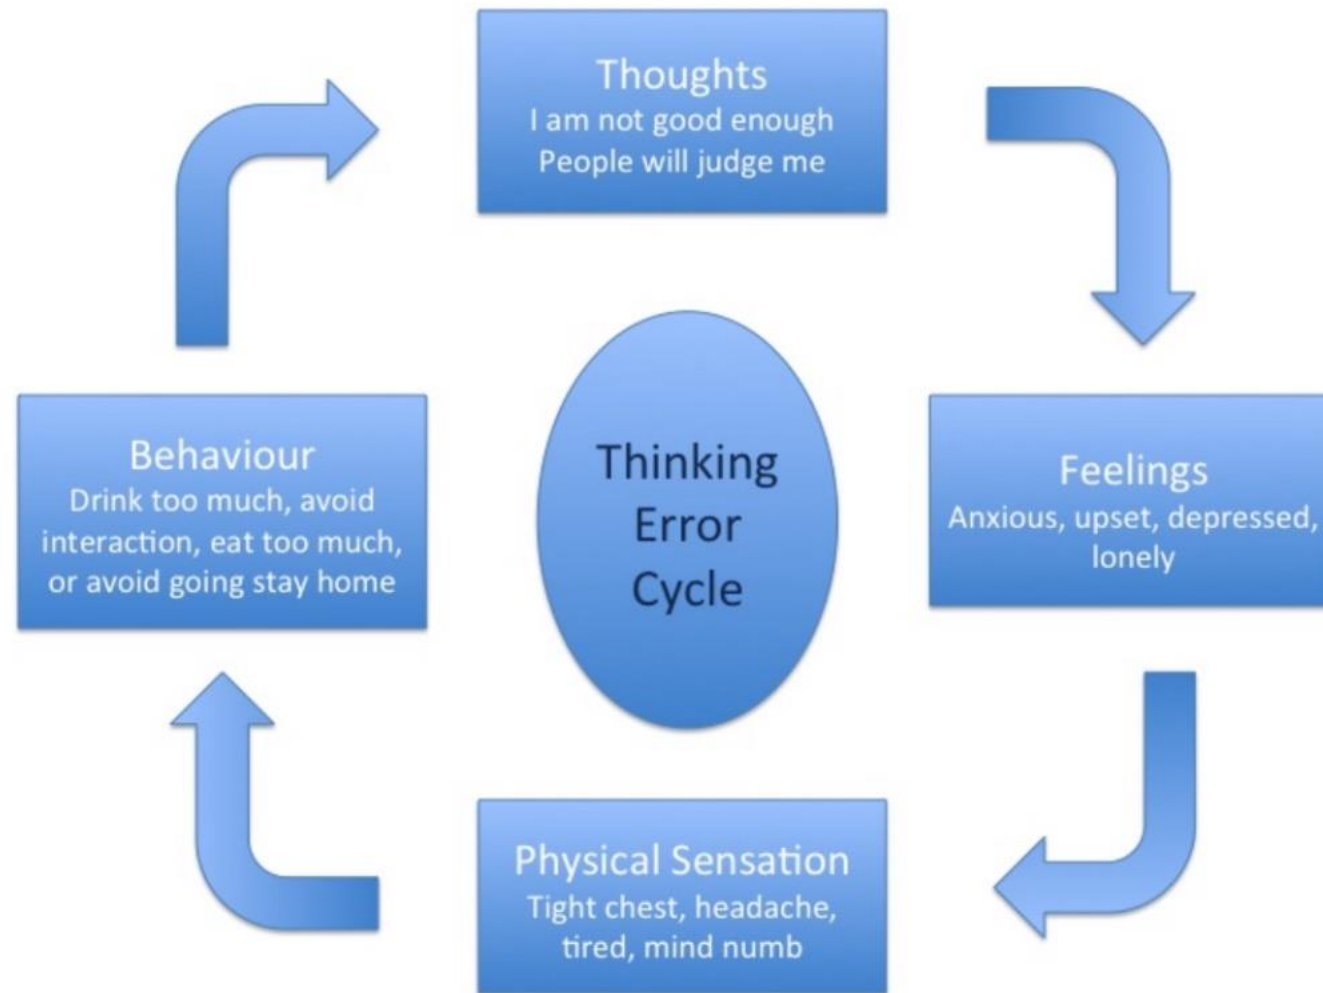 Thoughts
I am not good enough
People will judge me
Feelings
Anxious, upset, depressed,
lonely
Physical Sensation
Tight chest, headache,
tired, mind numb
Behaviour
Drink too much, avoid
interaction, eat too much,
or avoid going stay home
Thinking
Error
Cycle